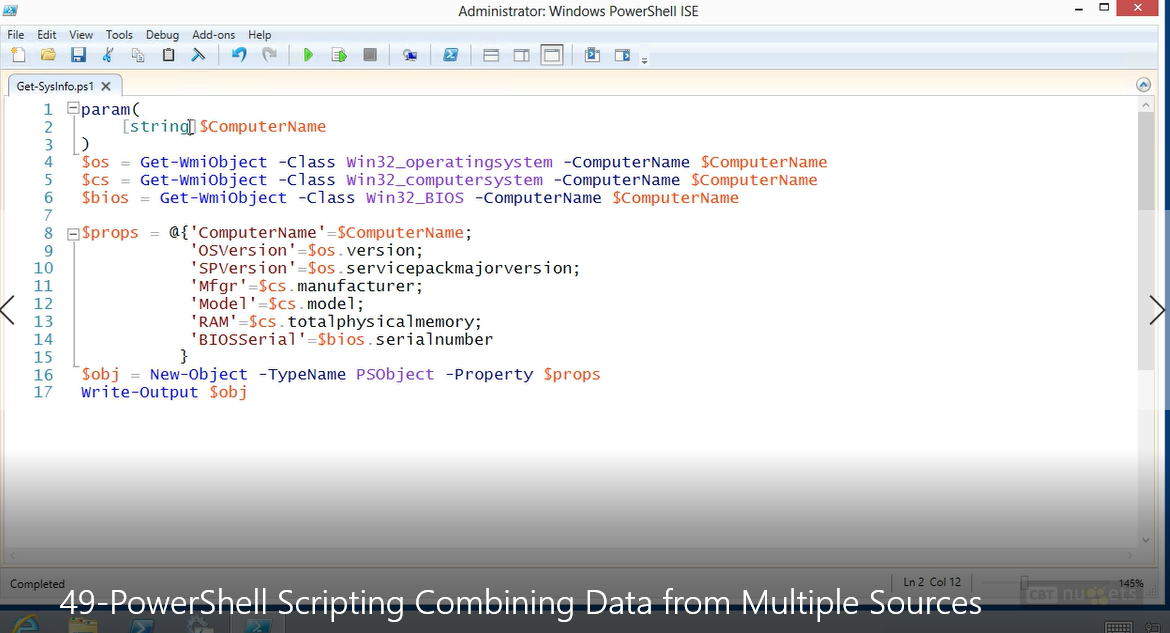 Administrator: Windows PowerShell ISE
File Edit View Tools Debug Add-ons Help
Get-SysInfo.ps1
1 param(
2 [string]$ComputerName
3 )
4 $os = Get-WmiObject -Class Win32_operatingsystem -ComputerName $ComputerName
5 $cs = Get-WmiObject -Class Win32_computersystem -ComputerName $ComputerName
6 $bios = Get-WmiObject -Class Win32_BIOS -ComputerName $ComputerName
7
8 $props = @{'ComputerName'=$ComputerName;
9 'OSVersion'=$os.version;
10 'SPVersion'=$os.servicepackmajorversion;
11 'Mfgr'=$cs.manufacturer;
12 'Model'=$cs.model;
13 'RAM'=$cs.totalphysicalmemory;
14 'BIOSSerial'=$bios.serialnumber
15 }
16 $obj = New-Object -TypeName PSObject -Property $props
17 Write-Output $obj
Completed
Ln 2 Col 12
145%
CBT nuggets
49-PowerShell Scripting Combining Data from Multiple Sources